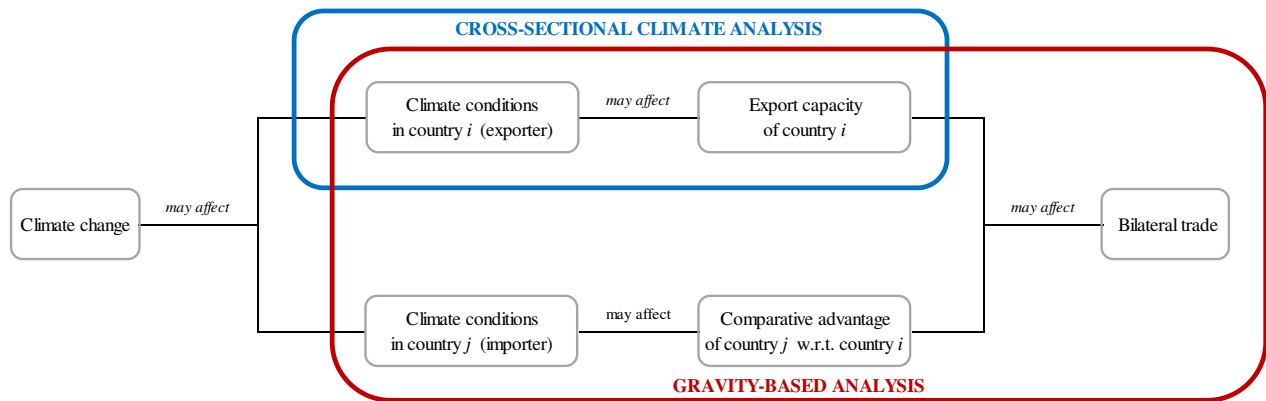 CROSS-SECTIONAL CLIMATE ANALYSIS
Climate conditions
in country i (exporter)
may affect
Export capacity
of country i
Climate change
may affect
may affect
Bilateral trade
Climate conditions
in country j (importer)
may affect
Comparative advantage
of country j w.r.t. country i
GRAVITY-BASED ANALYSIS